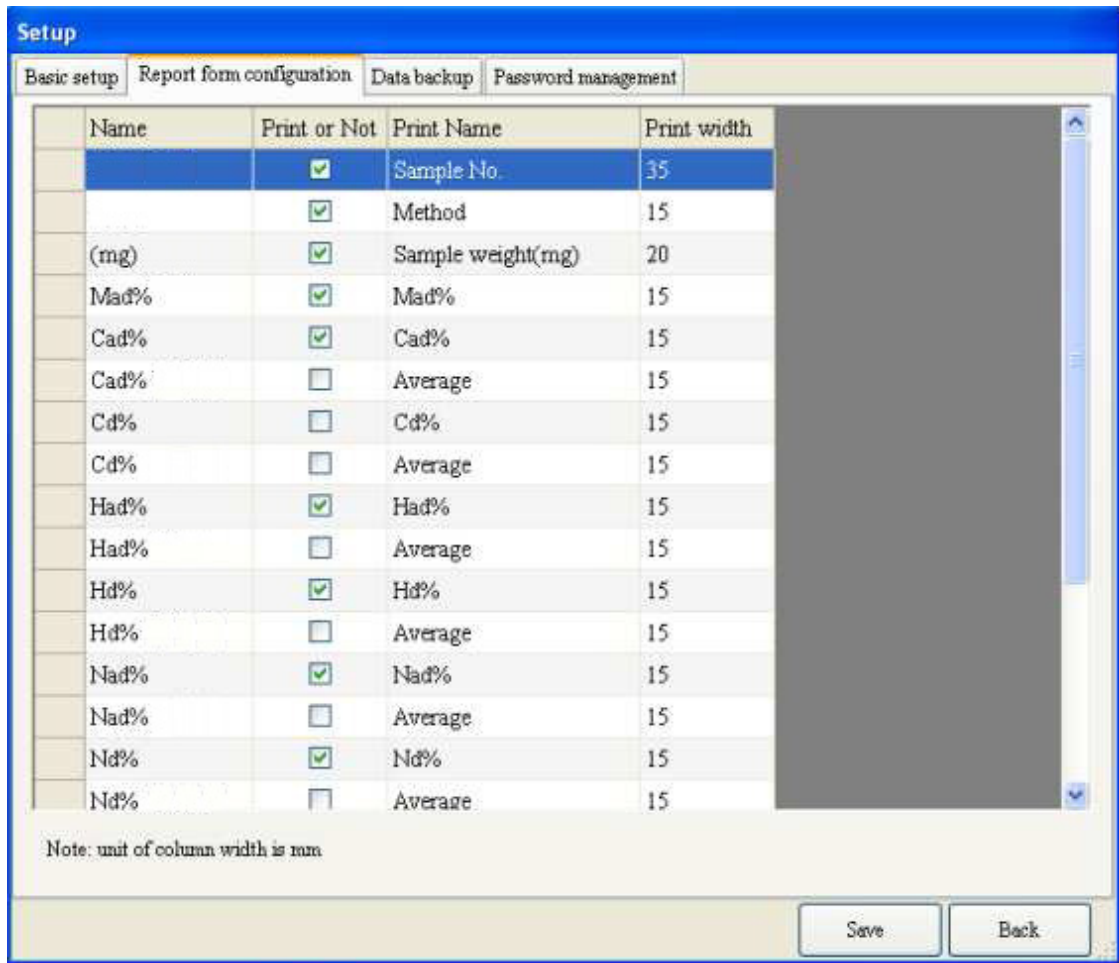 Setup
Basic setup Report form configuration Data backup Password management
Name Print or Not Print Name Print width
Sample No. 35
Method 15
(mg) Sample weight(mg) 20
Mad% Mad% 15
Cad% Cad% 15
Cad% Average 15
Cd% Cd% 15
Cd% Average 15
Had% Had% 15
Had% Average 15
Hd% Hd% 15
Hd% Average 15
Nad% Nad% 15
Nad% Average 15
Nd% Nd% 15
Nd% Average 15
Note: unit of column width is mm
Save Back